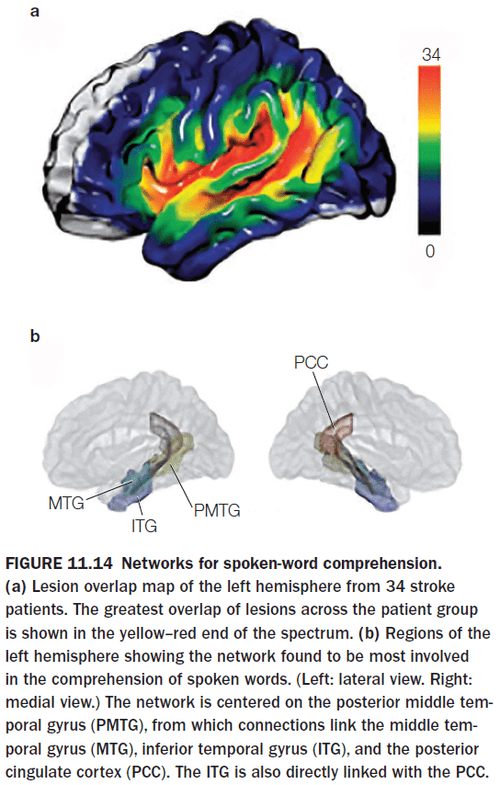 a
34
0
b
PCC
MTG
PMTG
ITG
FIGURE 11.14 Networks for spoken-word comprehension.
(a) Lesion overlap map of the left hemisphere from 34 stroke
patients. The greatest overlap of lesions across the patient group
is shown in the yellow–red end of the spectrum. (b) Regions of the
left hemisphere showing the network found to be most involved
in the comprehension of spoken words. (Left: lateral view. Right:
medial view.) The network is centered on the posterior middle tem-
poral gyrus (PMTG), from which connections link the middle tem-
poral gyrus (MTG), inferior temporal gyrus (ITG), and the posterior
cingulate cortex (PCC). The ITG is also directly linked with the PCC.